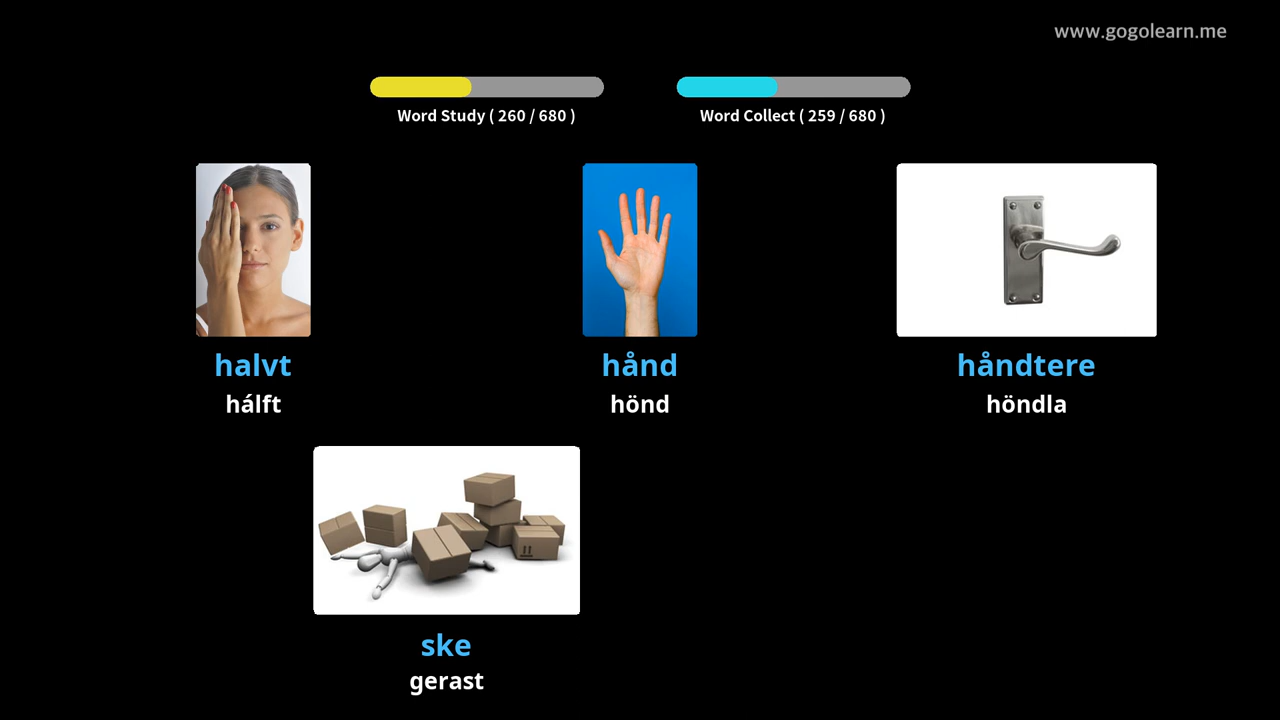 www.gogolearn.me
Word Study ( 260 / 680 )
Word Collect ( 259 / 680 )
halvt
hálft
hånd
hönd
håndtere
höndla
ske
gerast